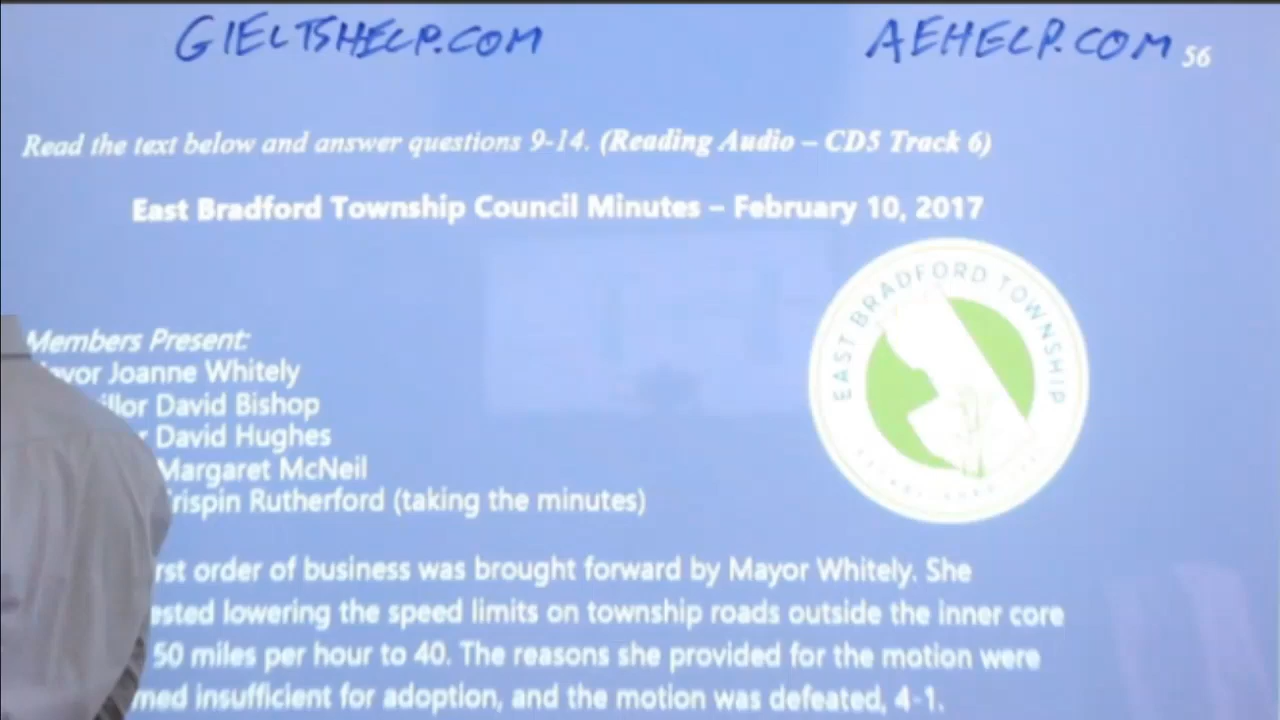 GIELTSHELP.COM
AEHELP.COM
56
Read the text below and answer questions 9-14. (Reading Audio – CD5 Track 6)
East Bradford Township Council Minutes – February 10, 2017
EAST BRADFORD TOWNSHIP
Members Present:
Joanne Whitely
David Bishop
David Hughes
Margaret McNeil
Rutherford (taking the minutes)
order of business was brought forward by Mayor Whitely. She
lowering the speed limits on township roads outside the inner core
50 miles per hour to 40. The reasons she provided for the motion were
insufficient for adoption, and the motion was defeated, 4-1.